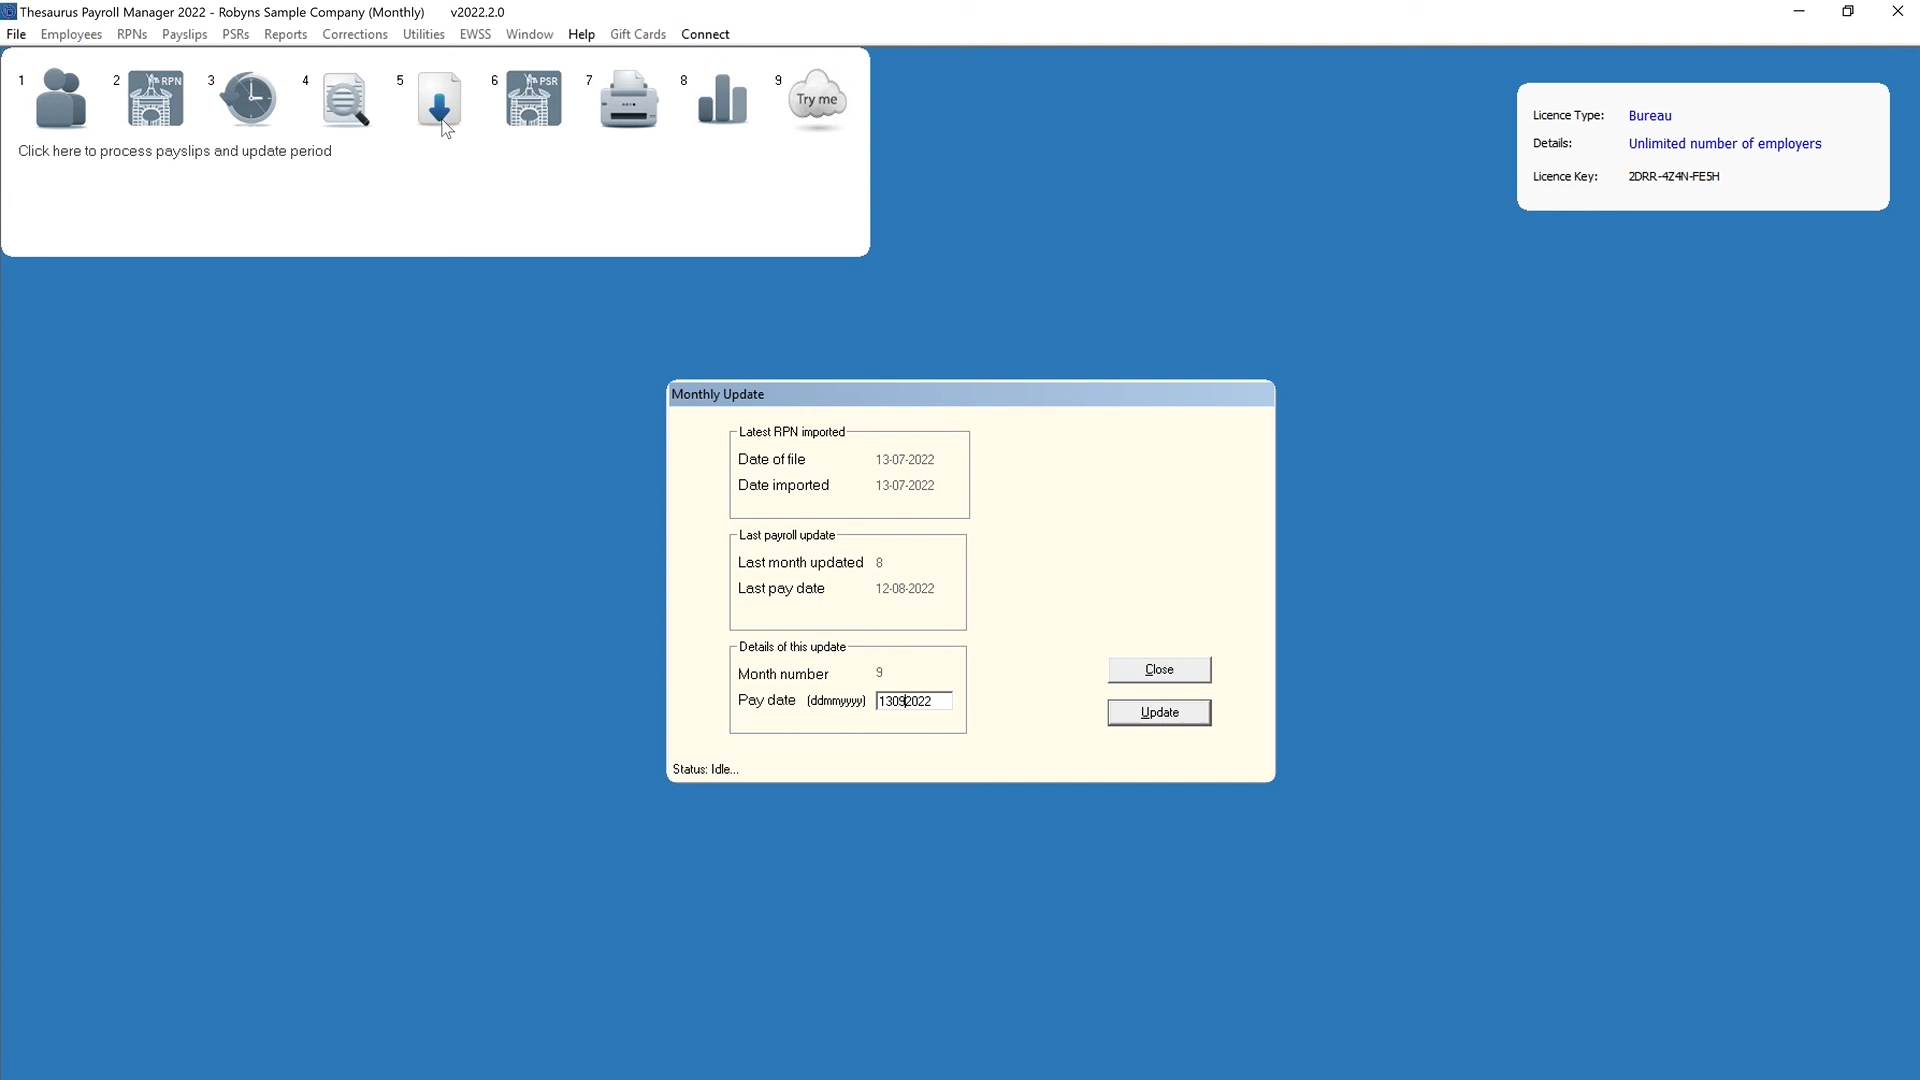 Thesaurus Payroll Manager 2022 - Robyns Sample Company (Monthly) v2022.2.0
File Employees RPNs Payslips PSRs Reports Corrections Utilities EWSS Window Help Gift Cards Connect
1 2 RPN 3 4 5 6 PSR 7 8 9 Try me
Click here to process payslips and update period
Licence Type: Bureau
Details: Unlimited number of employers
Licence Key: 2DRR-4Z4N-FE5H
Monthly Update
Latest RPN imported
Date of file 13-07-2022
Date imported 13-07-2022
Last payroll update
Last month updated 8
Last pay date 12-08-2022
Details of this update
Month number 9
Pay date (ddmmyyyy) 13092022
Close
Update
Status: Idle...